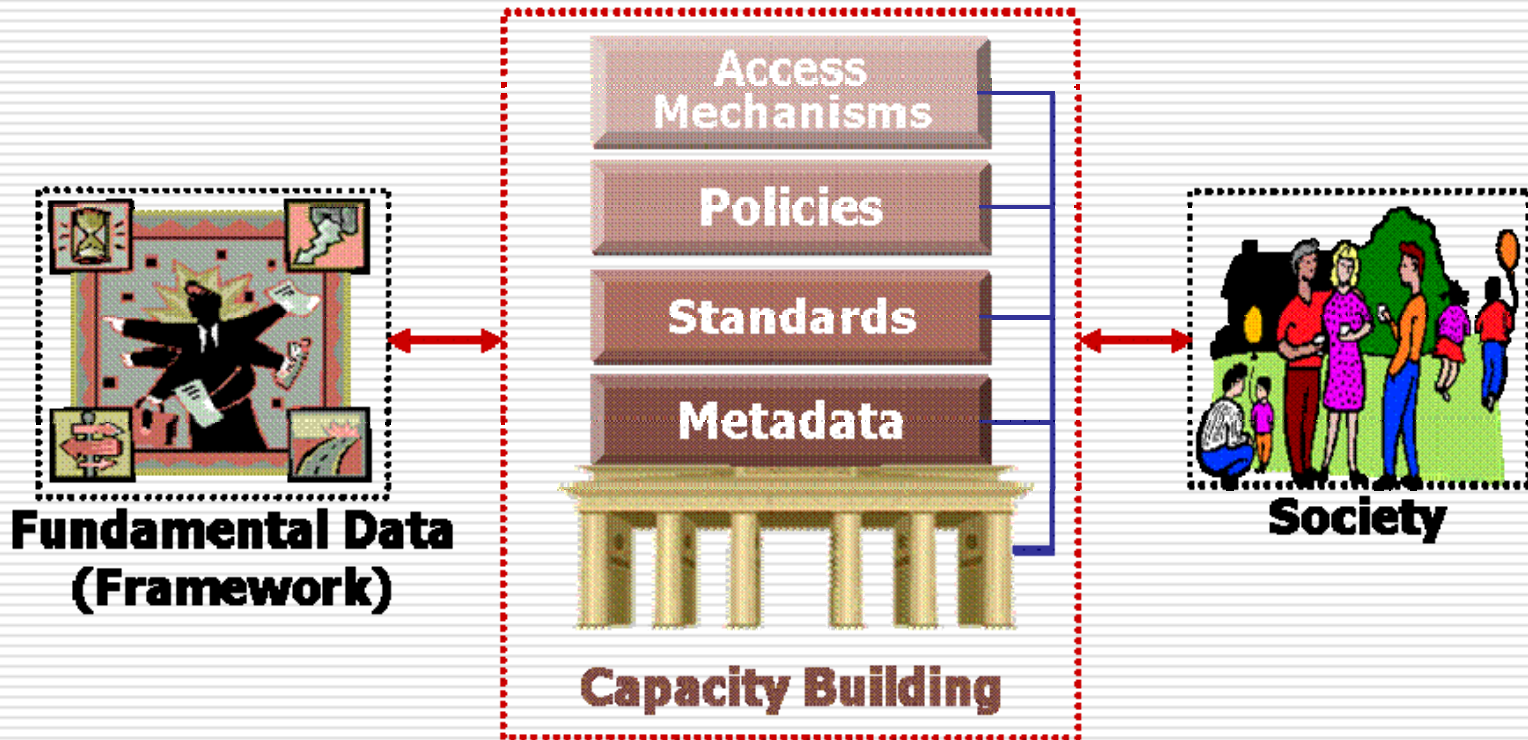 Access
Mechanisms
Policies
Standards
Metadata
Capacity Building
Fundamental Data
(Framework)
Society